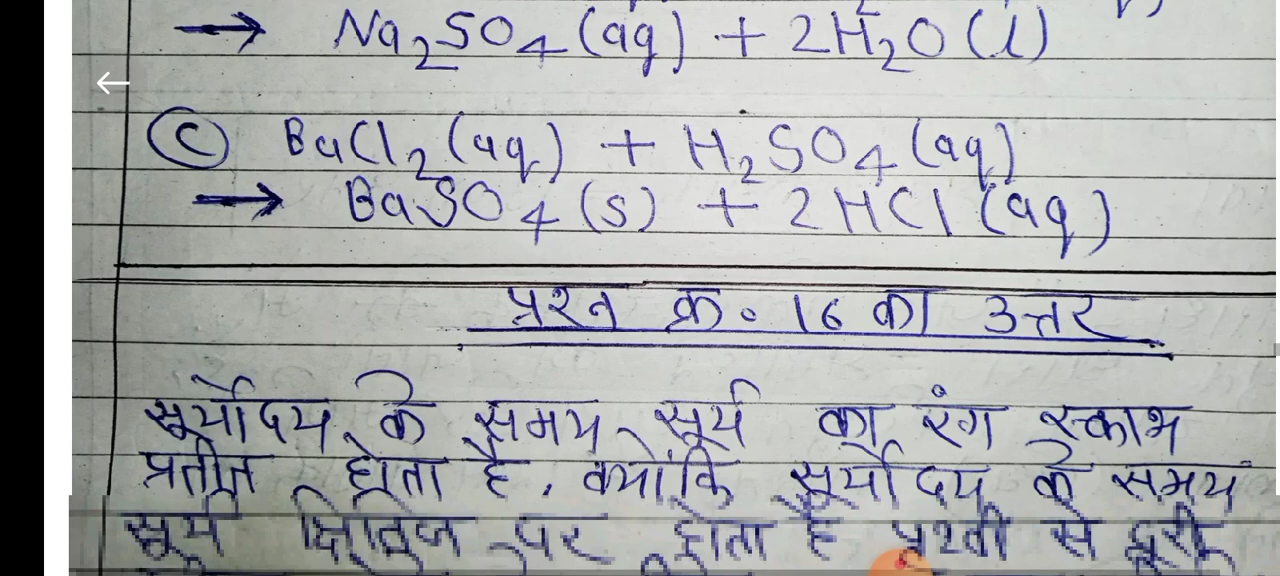 → Na₂SO₄ (aq) + 2H₂O (l)
(C) BaCl₂ (aq) + H₂SO₄ (aq)
→ BaSO₄ (s) + 2HCl (aq)
प्रश्न क्र. 16 का उत्तर
सूर्योदय के समय सूर्य का रंग रक्ताभ
प्रतीत होता है, क्योंकि सूर्योदय के समय
सूर्य क्षितिज पर होता है पृथ्वी से दूरी